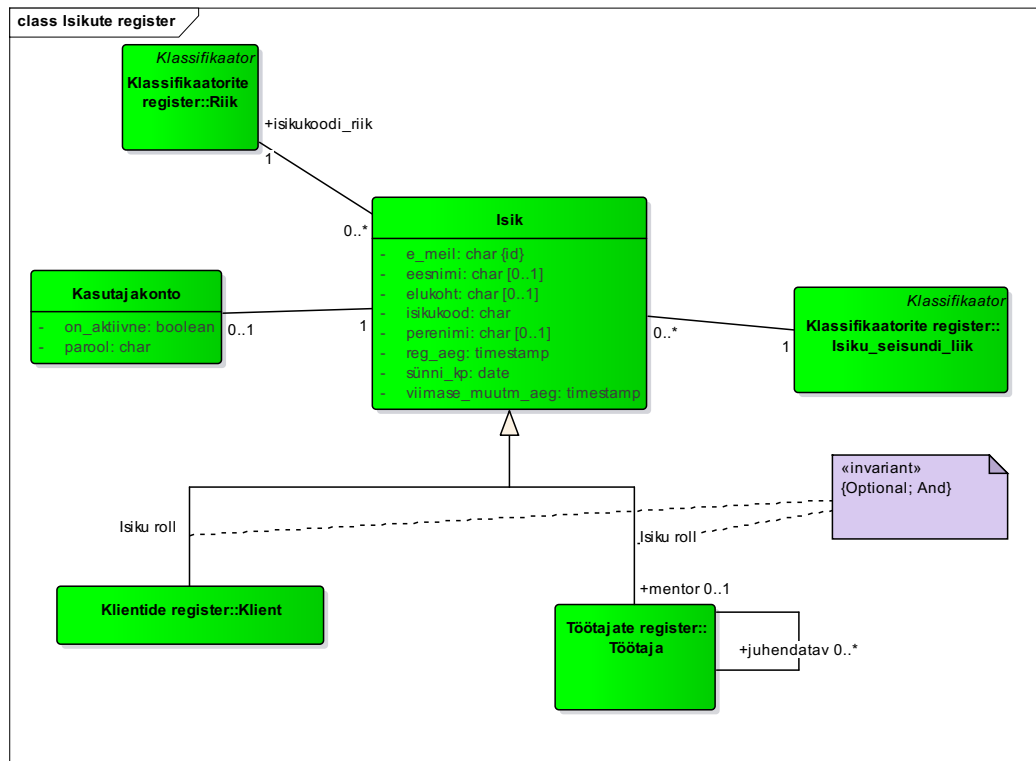 class Isikute register
Klassifikaator
Klassifikaatorite
register::Riik
+isikukoodi_riik
1
0..*
Isik
- e_meil: char {id}
- eesnimi: char [0..1]
- elukoht: char [0..1]
- isikukood: char
- perenimi: char [0..1]
- reg_aeg: timestamp
- sünni_kp: date
- viimase_muutm_aeg: timestamp
Kasutajakonto
- on_aktiivne: boolean
- parool: char
0..1
1
0..*
1
Klassifikaator
Klassifikaatorite register::
Isiku_seisundi_liik
«invariant»
{Optional; And}
Isiku roll
Isiku roll
Klientide register::Klient
+mentor 0..1
Töötajate register::
Töötaja
+juhendatav 0..*